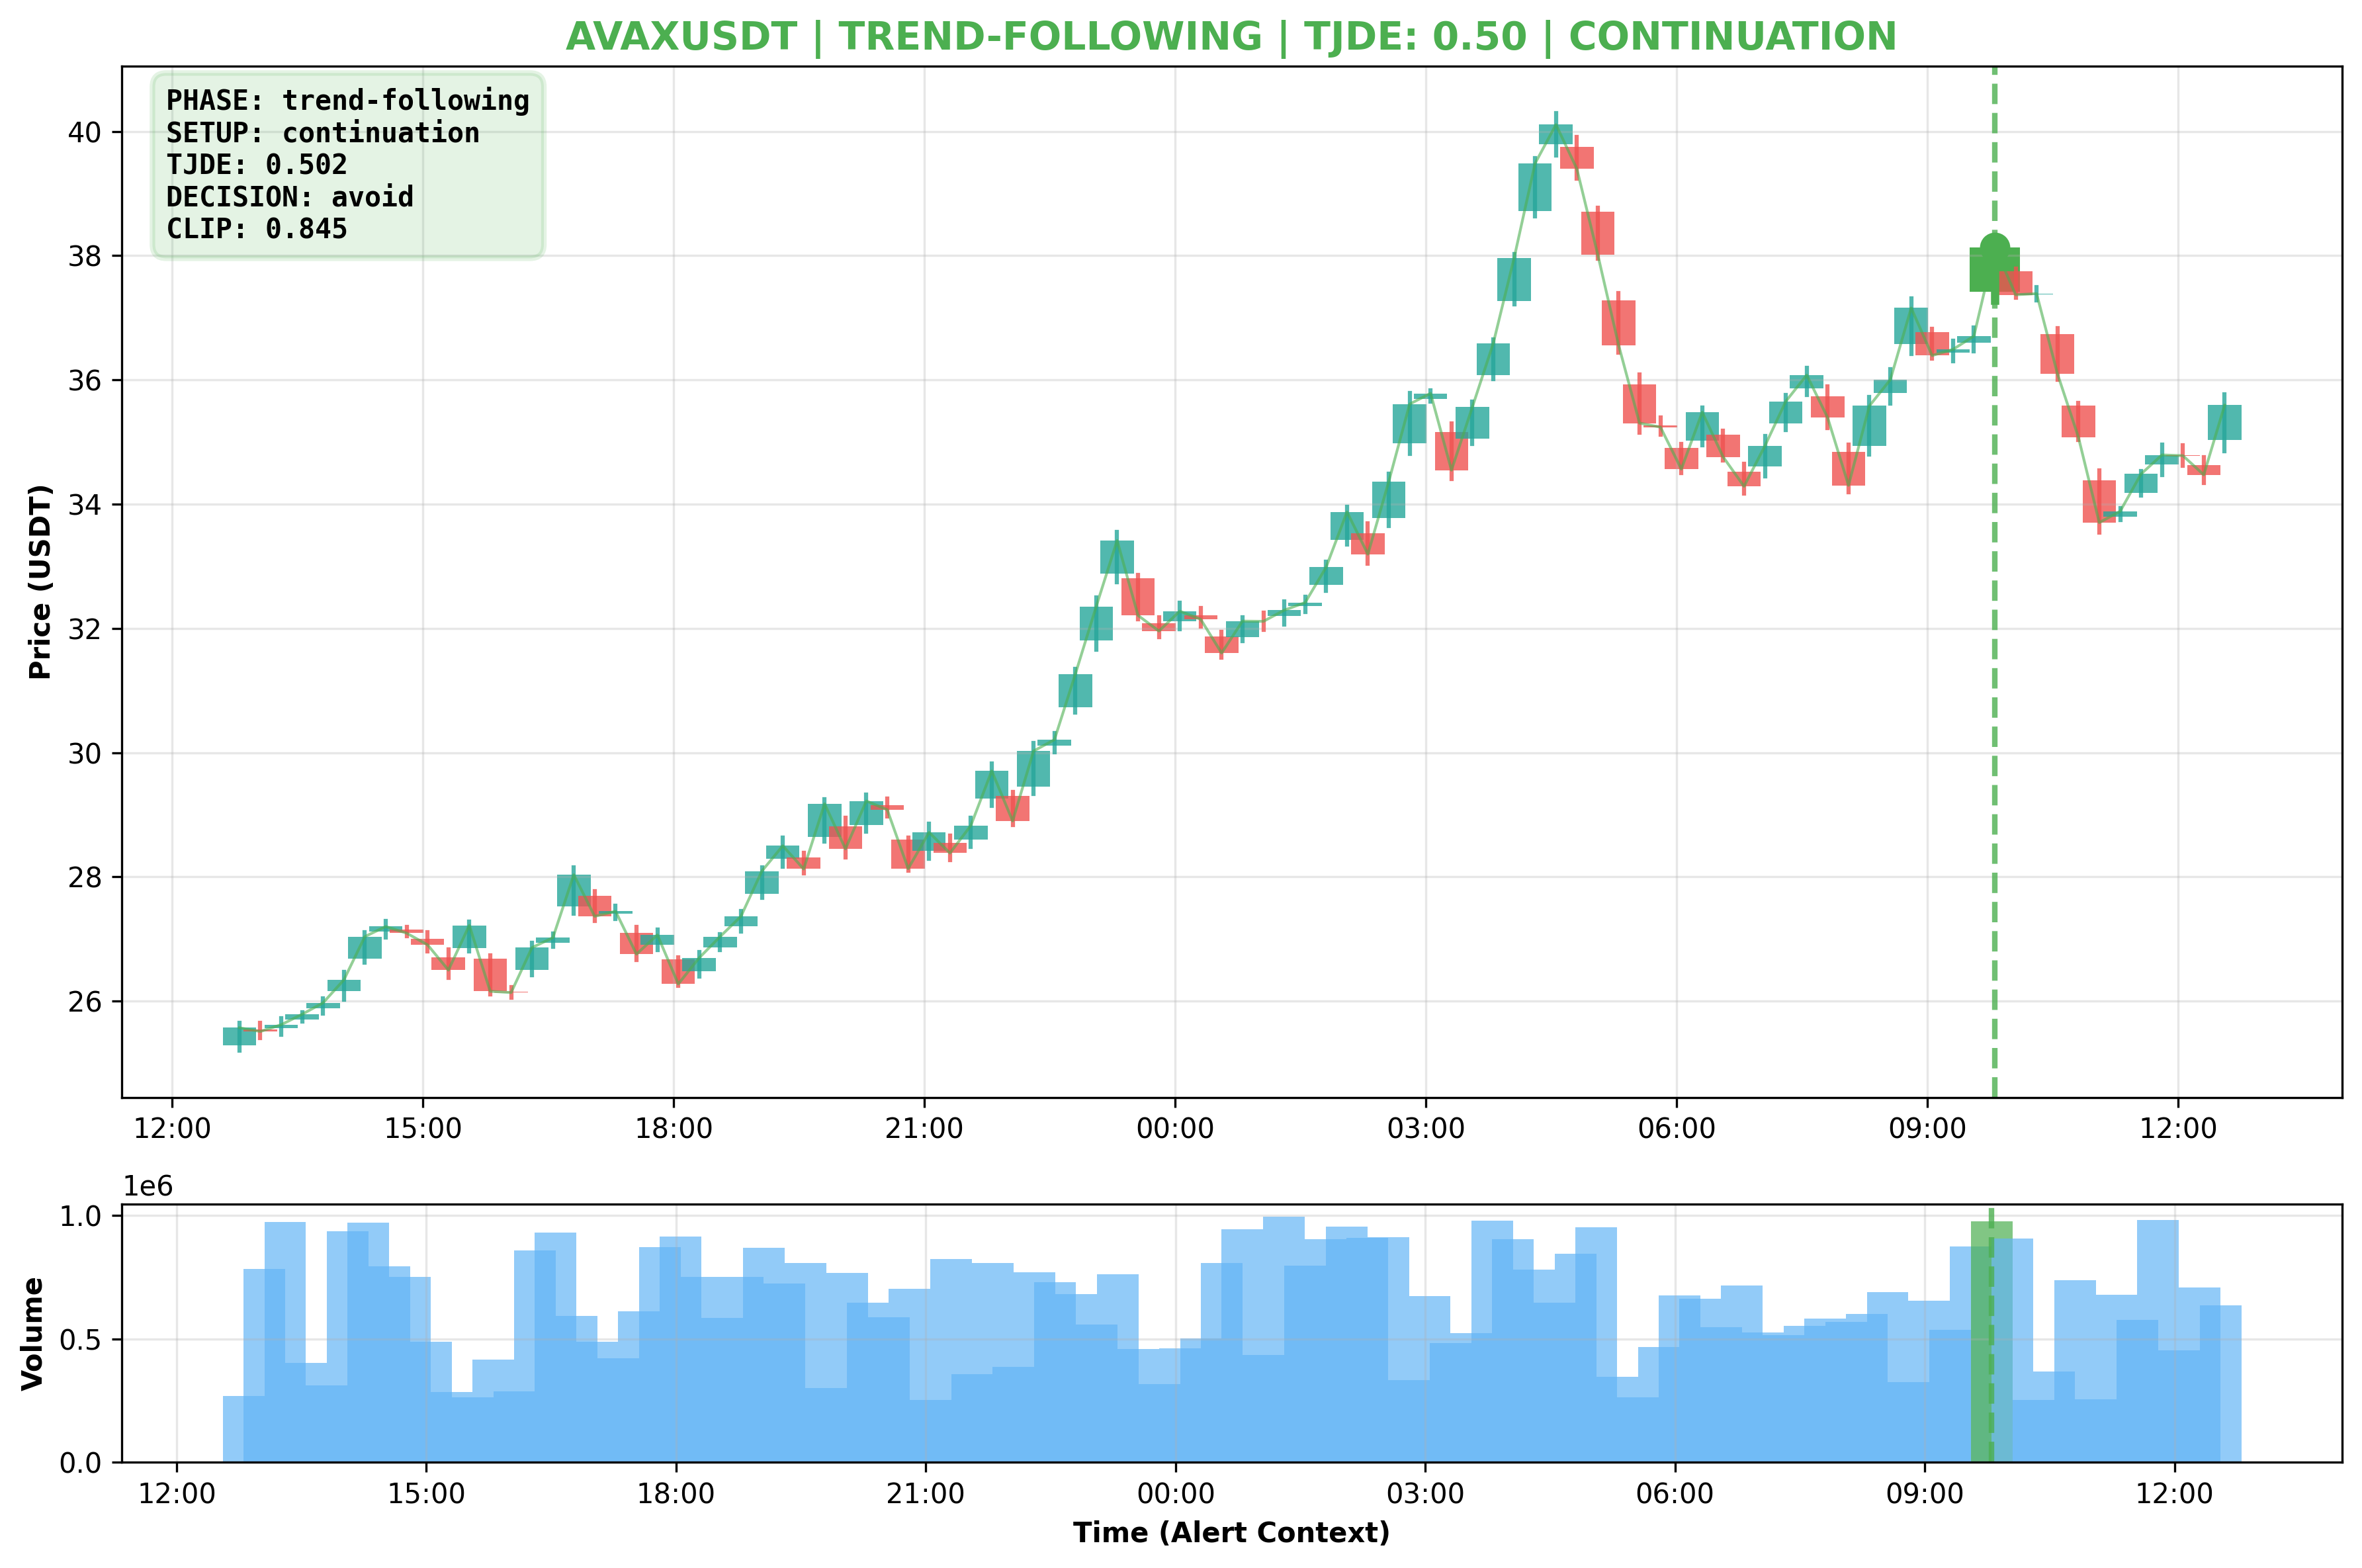 AVAXUSDT | TREND-FOLLOWING | TJDE: 0.50 | CONTINUATION
PHASE: trend-following
SETUP: continuation
TJDE: 0.502
DECISION: avoid
CLIP: 0.845
Price (USDT)
40
38
36
34
32
30
28
26
12:00 15:00 18:00 21:00 00:00 03:00 06:00 09:00 12:00
1e6
Volume
1.0
0.5
0.0
12:00 15:00 18:00 21:00 00:00 03:00 06:00 09:00 12:00
Time (Alert Context)